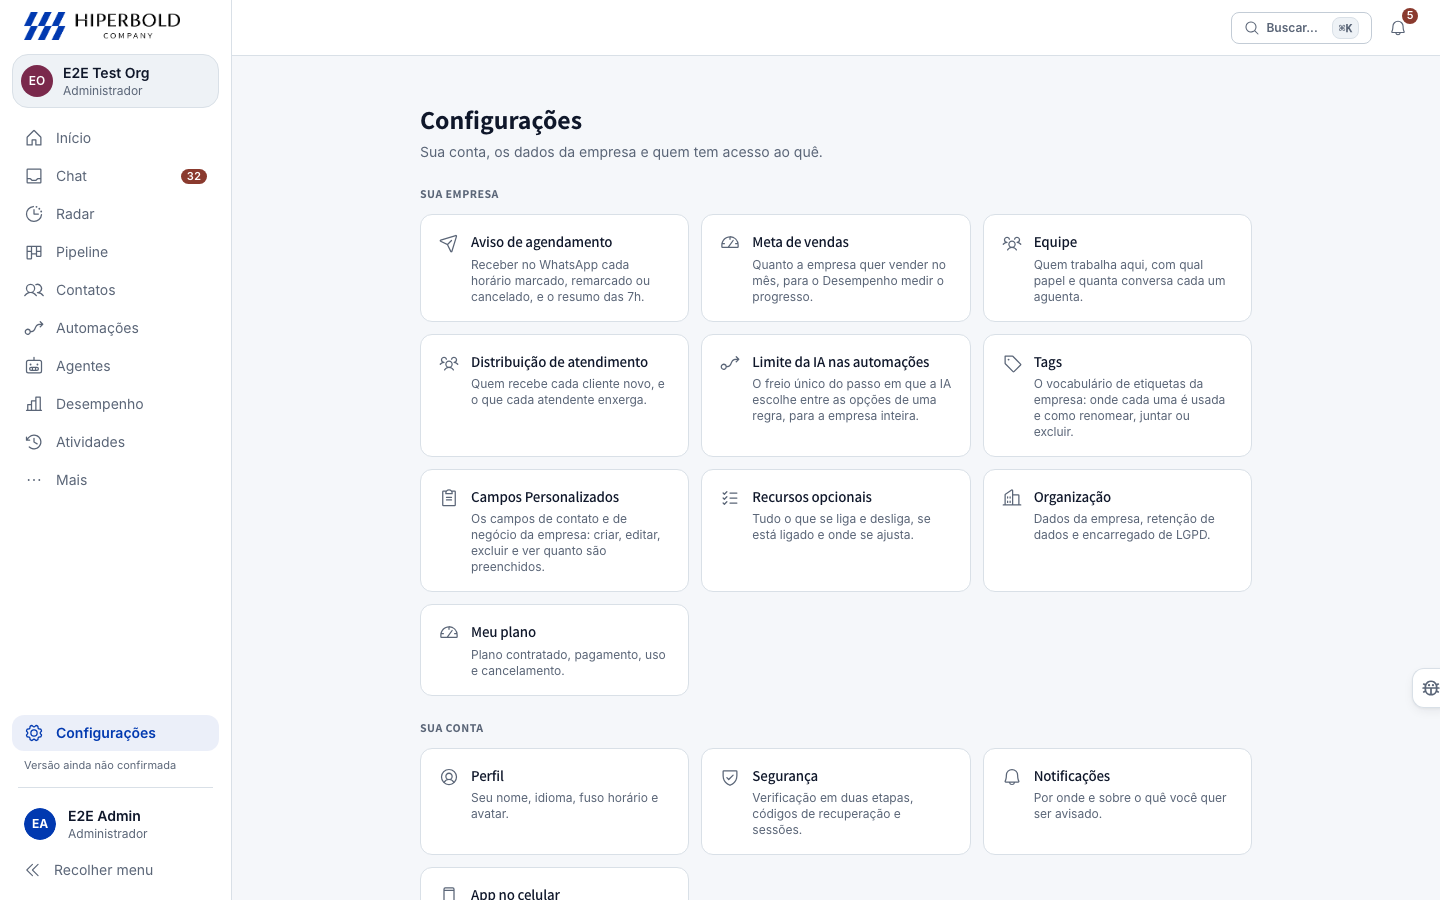 HIPERBOLD
COMPANY
EO
E2E Test Org
Administrador
Início
Chat
32
Radar
Pipeline
Contatos
Automações
Agentes
Desempenho
Atividades
Mais
Configurações
Versão ainda não confirmada
EA
E2E Admin
Administrador
Recolher menu
Buscar...
⌘K
5
Configurações
Sua conta, os dados da empresa e quem tem acesso ao quê.
SUA EMPRESA
Aviso de agendamento
Receber no WhatsApp cada
horário marcado, remarcado ou
cancelado, e o resumo das 7h.
Meta de vendas
Quanto a empresa quer vender no
mês, para o Desempenho medir o
progresso.
Equipe
Quem trabalha aqui, com qual
papel e quanta conversa cada um
aguenta.
Distribuição de atendimento
Quem recebe cada cliente novo, e
o que cada atendente enxerga.
Limite da IA nas automações
O freio único do passo em que a IA
escolhe entre as opções de uma
regra, para a empresa inteira.
Tags
O vocabulário de etiquetas da
empresa: onde cada uma é usada
e como renomear, juntar ou
excluir.
Campos Personalizados
Os campos de contato e de
negócio da empresa: criar, editar,
excluir e ver quanto são
preenchidos.
Recursos opcionais
Tudo o que se liga e desliga, se
está ligado e onde se ajusta.
Organização
Dados da empresa, retenção de
dados e encarregado de LGPD.
Meu plano
Plano contratado, pagamento, uso
e cancelamento.
SUA CONTA
Perfil
Seu nome, idioma, fuso horário e
avatar.
Segurança
Verificação em duas etapas,
códigos de recuperação e
sessões.
Notificações
Por onde e sobre o quê você quer
ser avisado.
App no celular